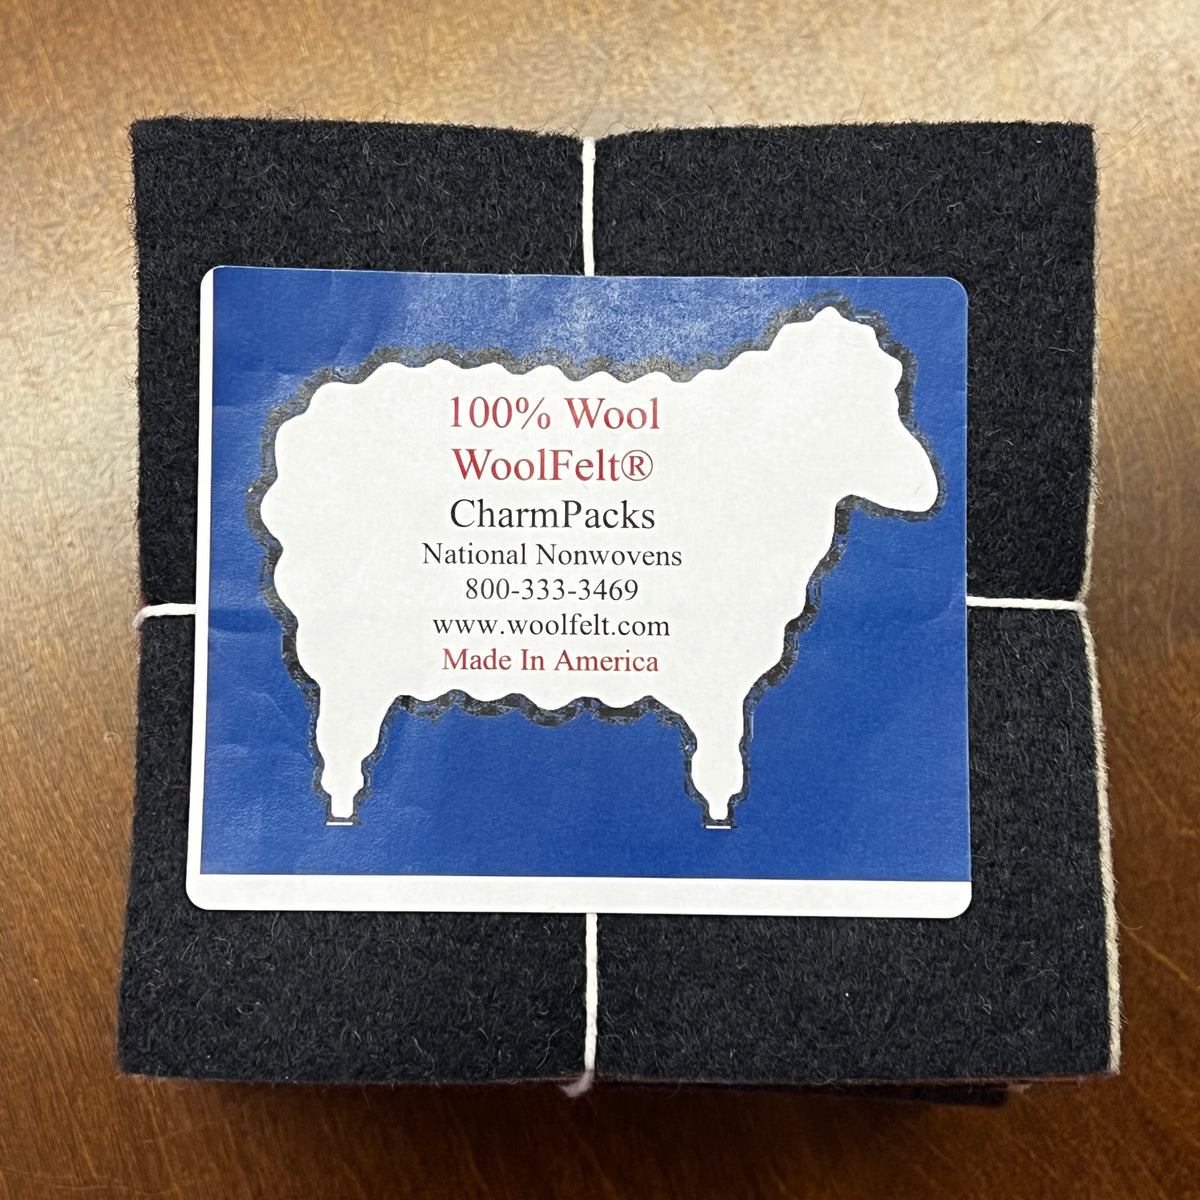 100% Wool
WoolFelt®
CharmPacks
National Nonwovens
800-333-3469
www.woolfelt.com
Made In America